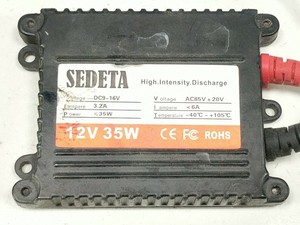 SEDETA
High.Intensity.Discharge
Voltage DC9-16V
Voltage AC85V ± 20V
Ampere 3.2A
Ampere < 6A
Power ≤35W
Temperature -40°C ~ +105°C
12V 35W CE FC ROHS